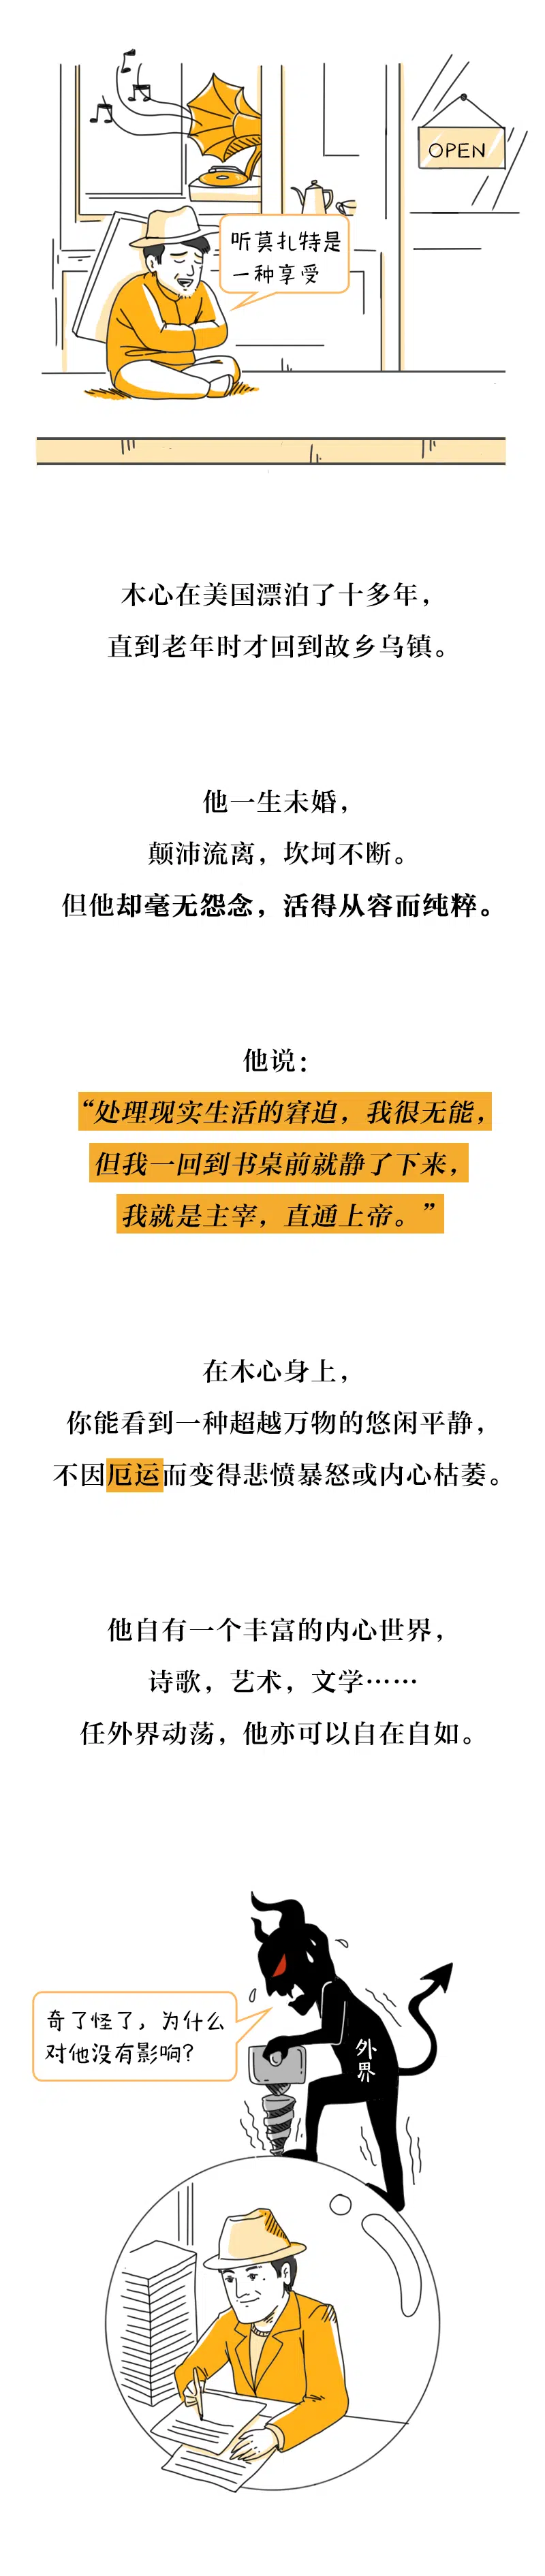 OPEN
听莫扎特是
一种享受
木心在美国漂泊了十多年，
直到老年时才回到故乡乌镇。
他一生未婚，
颠沛流离，坎坷不断。
但他却毫无怨念，活得从容而纯粹。
他说：
“处理现实生活的窘迫，我很无能，
但我一回到书桌前就静了下来，
我就是主宰，直通上帝。”
在木心身上，
你能看到一种超越万物的悠闲平静，
不因厄运而变得悲愤暴怒或内心枯萎。
他自有一个丰富的内心世界，
诗歌，艺术，文学……
任外界动荡，他亦可以自在自如。
奇了怪了，为什么
对他没有影响？
外界